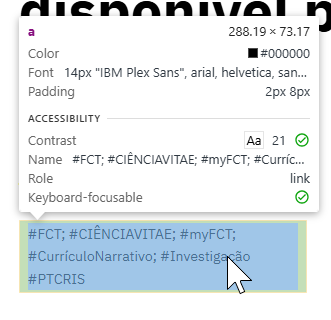 disponível p
a 288.19 × 73.17
Color #000000
Font 14px "IBM Plex Sans", arial, helvetica, san...
Padding 2px 8px
ACCESSIBILITY
Contrast Aa 21
Name #FCT; #CIÊNCIAVITAE; #myFCT; #Curríc...
Role link
Keyboard-focusable
#FCT; #CIÊNCIAVITAE; #myFCT;
#CurrículoNarrativo; #Investigação
#PTCRIS